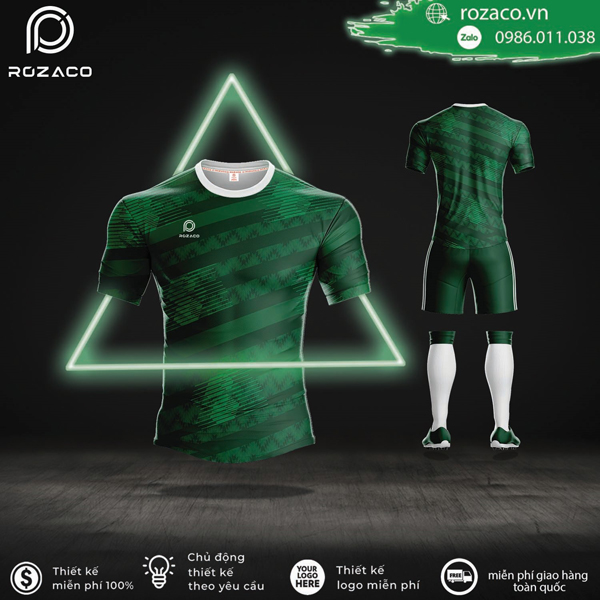 ROZACO
rozaco.vn
Zalo 0986.011.038
ROZACO
Thiết kế
miễn phí 100%
Chủ động
thiết kế
theo yêu cầu
YOUR
LOGO
HERE
Thiết kế
logo miễn phí
FREE
miễn phí giao hàng
toàn quốc